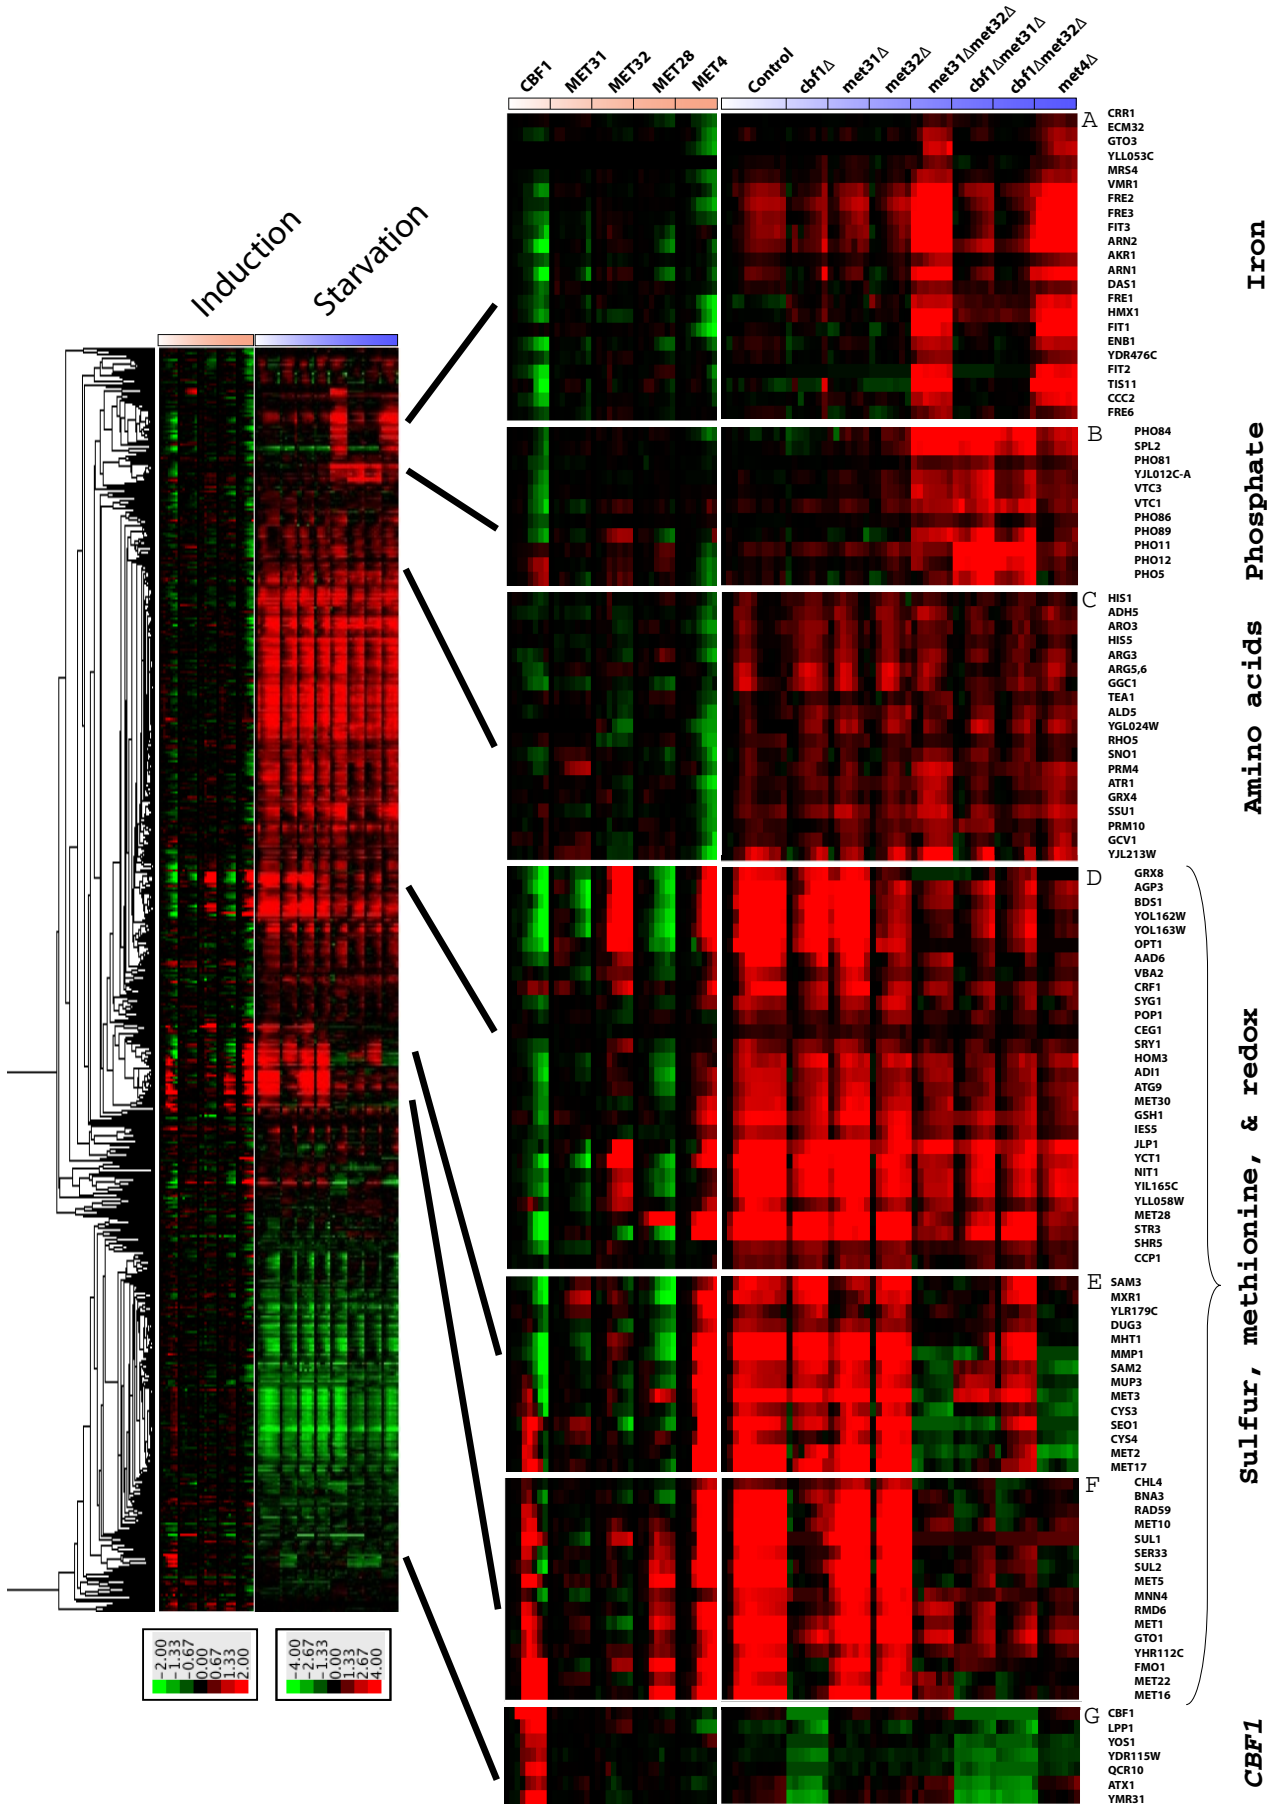 Induction
Starvation
CBF1
MET31
MET32
MET28
MET4
Control
cbf1Δ
met31Δ
met32Δ
met31Δmet32Δ
cbf1Δmet31Δ
cbf1Δmet32Δ
met4Δ
A
CRR1
ECM32
GTO3
YLL053C
MRS4
VMR1
FRE2
FRE3
FIT3
ARN2
AKR1
ARN1
DAS1
FRE1
HMX1
FIT1
ENB1
YDR476C
FIT2
TIS11
CCC2
FRE6
Iron
B
PHO84
SPL2
PHO81
YJL012C-A
VTC3
VTC1
PHO86
PHO89
PHO11
PHO12
PHO5
Phosphate
C
HIS1
ADH5
ARO3
HIS5
ARG3
ARG5,6
GGC1
TEA1
ALD5
YGL024W
RHO5
SNO1
PRM4
ATR1
GRX4
SSU1
PRM10
GCV1
YJL213W
Amino acids
D
GRX8
AGP3
BDS1
YOL162W
YOL163W
OPT1
AAD6
VBA2
CRF1
SYG1
POP1
CEG1
SRY1
HOM3
ADI1
ATG9
MET30
GSH1
IES5
JLP1
YCT1
NIT1
YIL165C
YLL058W
MET28
STR3
SHR5
CCP1
E
SAM3
MXR1
YLR179C
DUG3
MHT1
MMP1
SAM2
MUP3
MET3
CYS3
SEO1
CYS4
MET2
MET17
F
CHL4
BNA3
RAD59
MET10
SUL1
SER33
SUL2
MET5
MNN4
RMD6
MET1
GTO1
YHR112C
FMO1
MET22
MET16
Sulfur, methionine, & redox
G
CBF1
LPP1
YOS1
YDR115W
QCR10
ATX1
YMR31
CBF1
-2.00
-1.33
-0.67
0.00
0.67
1.33
2.00
-4.00
-2.67
-1.33
0.00
1.33
2.67
4.00